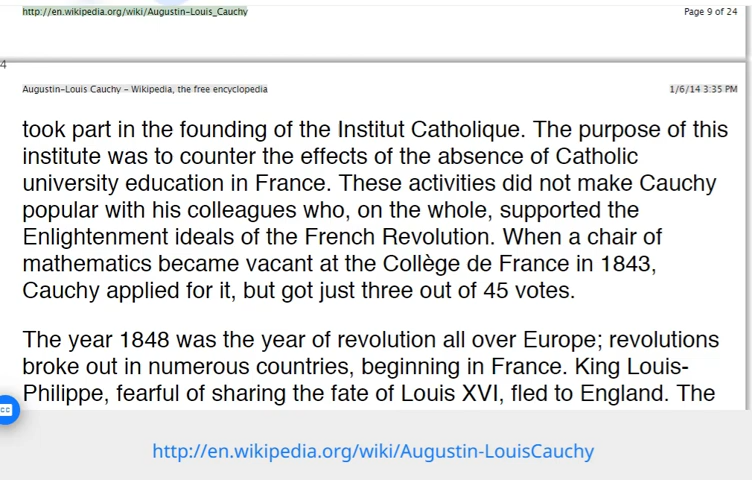 http://en.wikipedia.org/wiki/Augustin-Louis_Cauchy
Page 9 of 24
4
Augustin-Louis Cauchy - Wikipedia, the free encyclopedia
1/6/14 3:35 PM
took part in the founding of the Institut Catholique. The purpose of this
institute was to counter the effects of the absence of Catholic
university education in France. These activities did not make Cauchy
popular with his colleagues who, on the whole, supported the
Enlightenment ideals of the French Revolution. When a chair of
mathematics became vacant at the Collège de France in 1843,
Cauchy applied for it, but got just three out of 45 votes.
The year 1848 was the year of revolution all over Europe; revolutions
broke out in numerous countries, beginning in France. King Louis-
Philippe, fearful of sharing the fate of Louis XVI, fled to England. The
cc
http://en.wikipedia.org/wiki/Augustin-LouisCauchy